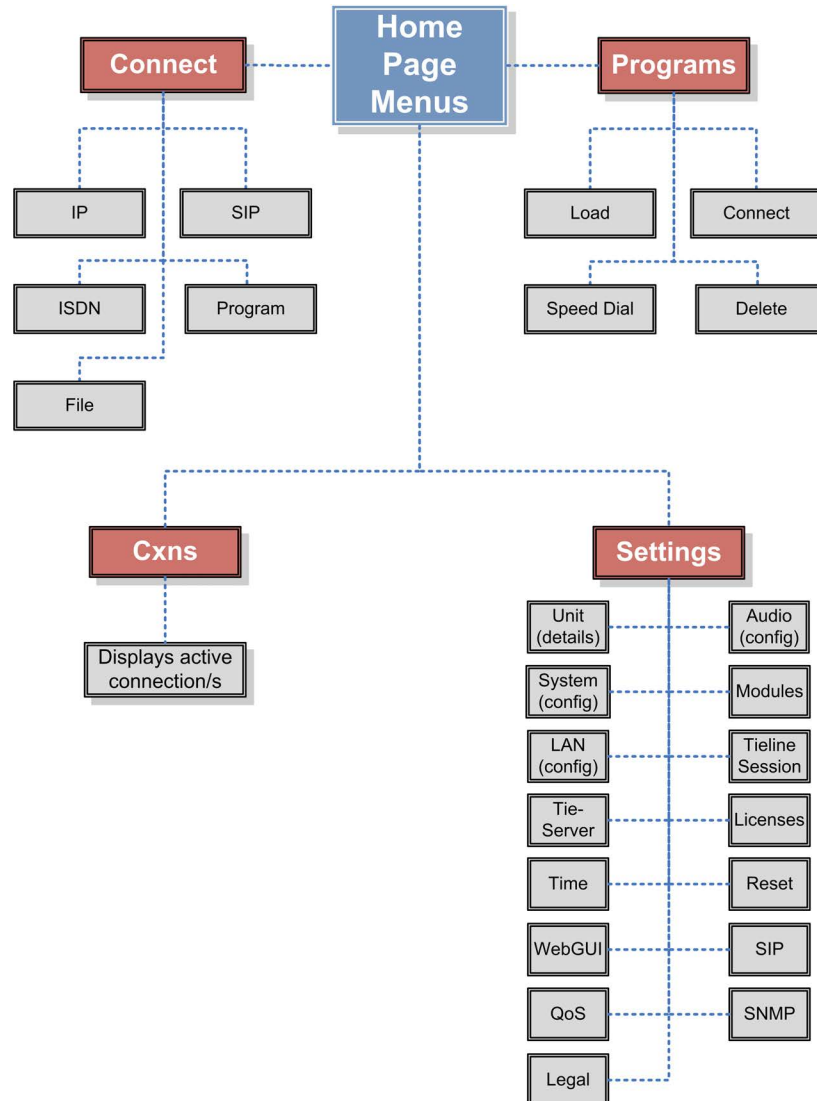 Home
Page
Menus
Connect
Programs
IP
SIP
Load
Connect
ISDN
Program
Speed Dial
Delete
File
Cxns
Settings
Displays active
connection/s
Unit
(details)
Audio
(config)
System
(config)
Modules
LAN
(config)
Tieline
Session
Tie-
Server
Licenses
Time
Reset
WebGUI
SIP
QoS
SNMP
Legal